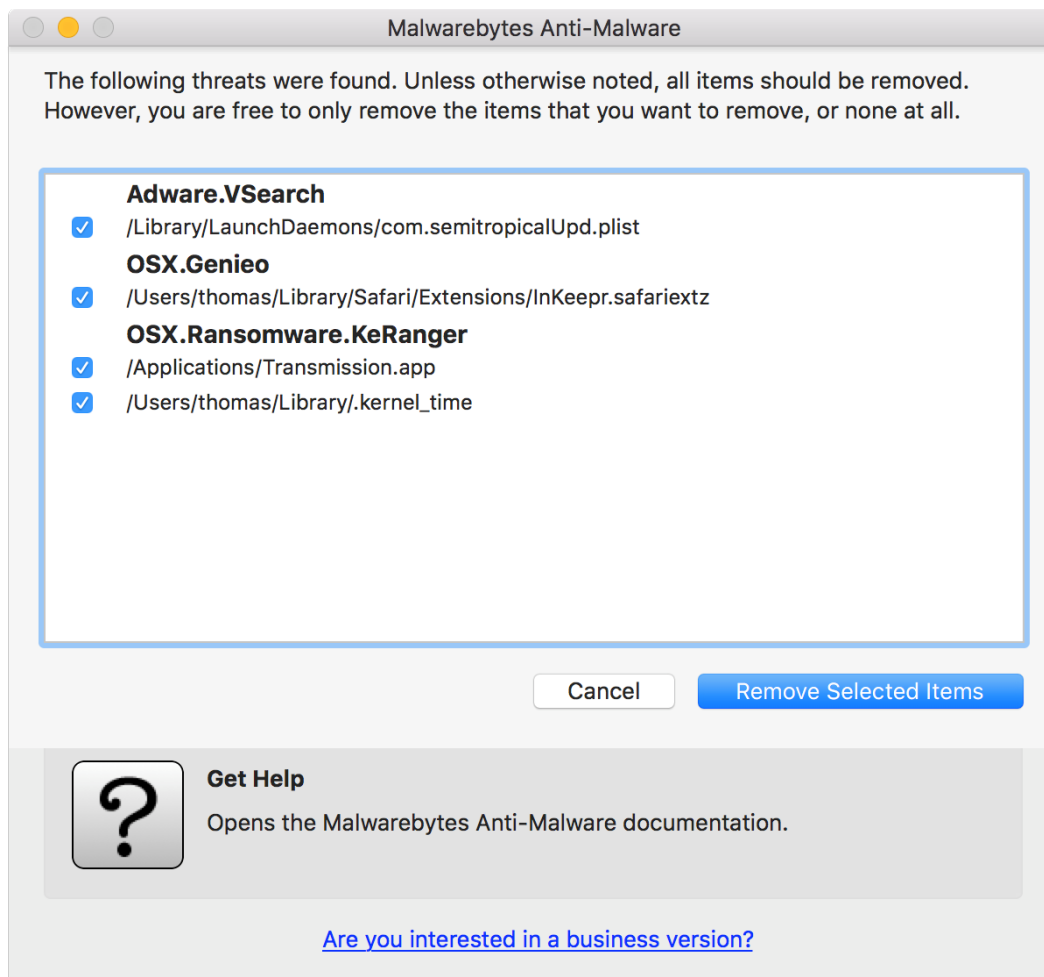 Malwarebytes Anti-Malware
The following threats were found. Unless otherwise noted, all items should be removed.
However, you are free to only remove the items that you want to remove, or none at all.
Adware.VSearch
/Library/LaunchDaemons/com.semitropicalUpd.plist
OSX.Genieo
/Users/thomas/Library/Safari/Extensions/InKeepr.safariextz
OSX.Ransomware.KeRanger
/Applications/Transmission.app
/Users/thomas/Library/.kernel_time
Cancel
Remove Selected Items
?
Get Help
Opens the Malwarebytes Anti-Malware documentation.
Are you interested in a business version?